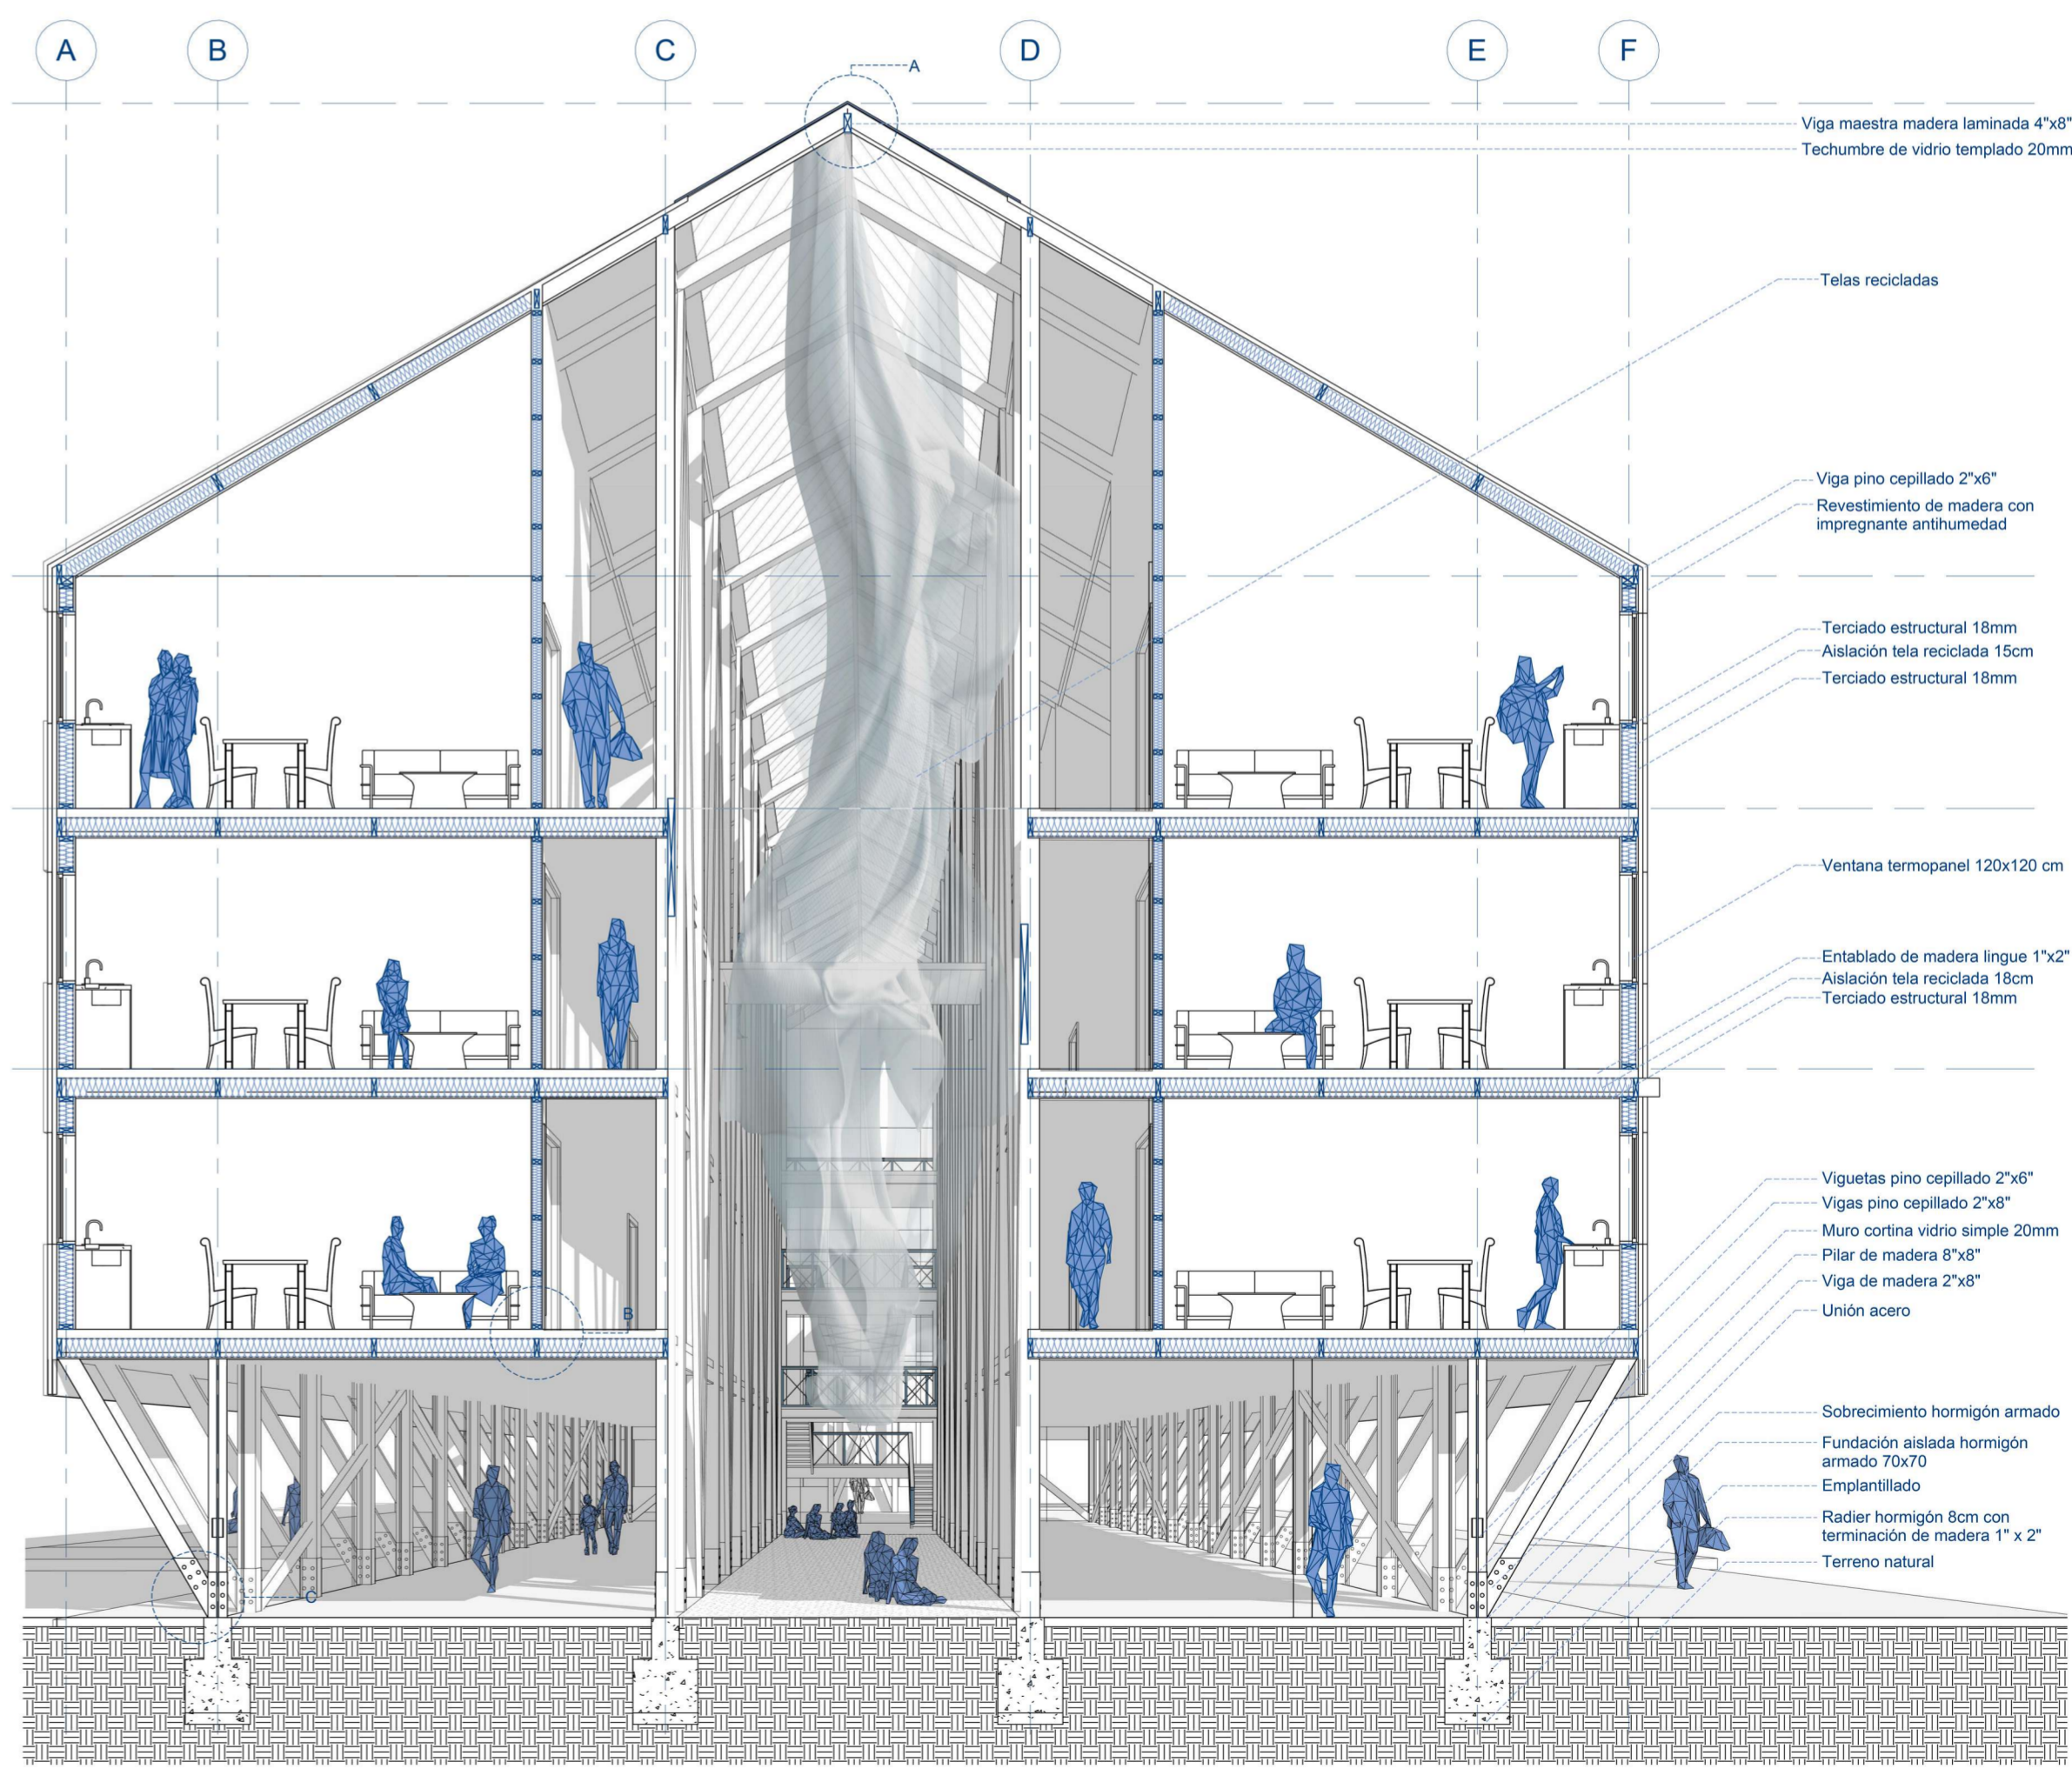 A
B
C
D
E
F
A
Viga maestra madera laminada 4"x8"
Techumbre de vidrio templado 20mm
Telas recicladas
Viga pino cepillado 2"x6"
Revestimiento de madera con
impregnante antihumedad
Terciado estructural 18mm
Aislación tela reciclada 15cm
Terciado estructural 18mm
Ventana termopanel 120x120 cm
Entablado de madera lingue 1"x2"
Aislación tela reciclada 18cm
Terciado estructural 18mm
Viguetas pino cepillado 2"x6"
Vigas pino cepillado 2"x8"
Muro cortina vidrio simple 20mm
Pilar de madera 8"x8"
Viga de madera 2"x8"
Unión acero
B
Sobrecimiento hormigón armado
Fundación aislada hormigón
armado 70x70
Emplantillado
Radier hormigón 8cm con
terminación de madera 1" x 2"
Terreno natural
C